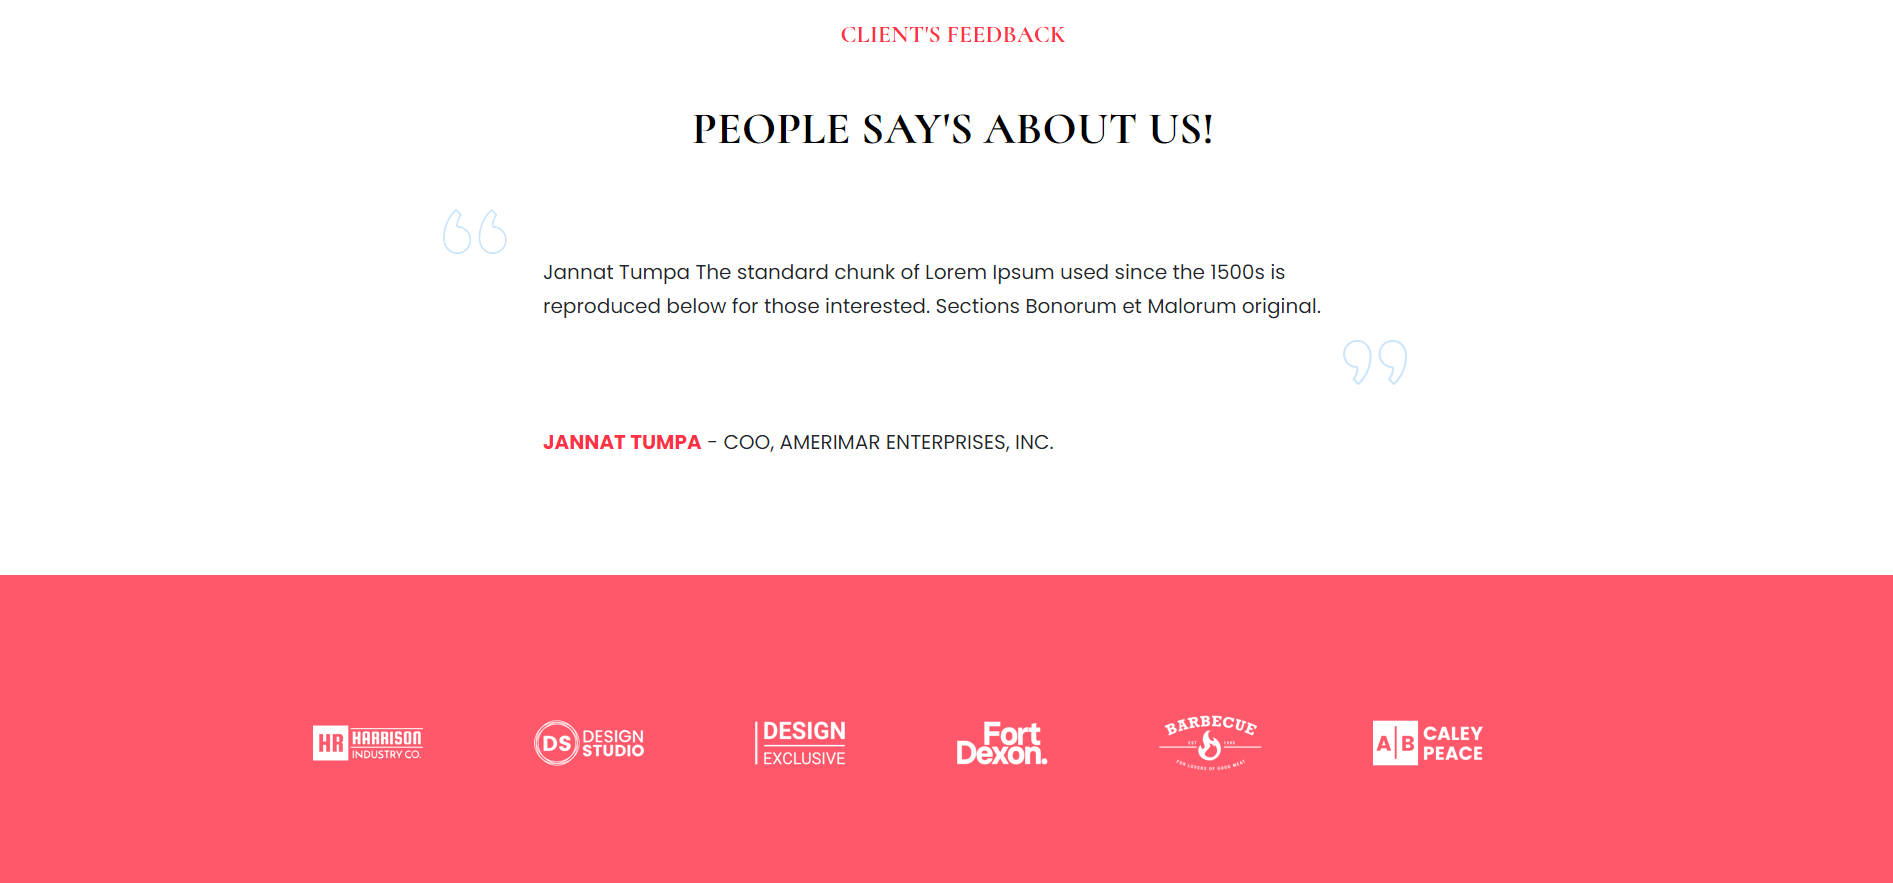 CLIENT'S FEEDBACK
PEOPLE SAY'S ABOUT US!
Jannat Tumpa The standard chunk of Lorem Ipsum used since the 1500s is
reproduced below for those interested. Sections Bonorum et Malorum original.
JANNAT TUMPA - COO, AMERIMAR ENTERPRISES, INC.
HR HARRISON
INDUSTRY CO.
DS DESIGN
STUDIO
DESIGN
EXCLUSIVE
Fort
Dexon.
BARBECUE
EST
FOR LOVERS OF GOOD MEAT
A|B CALEY
PEACE